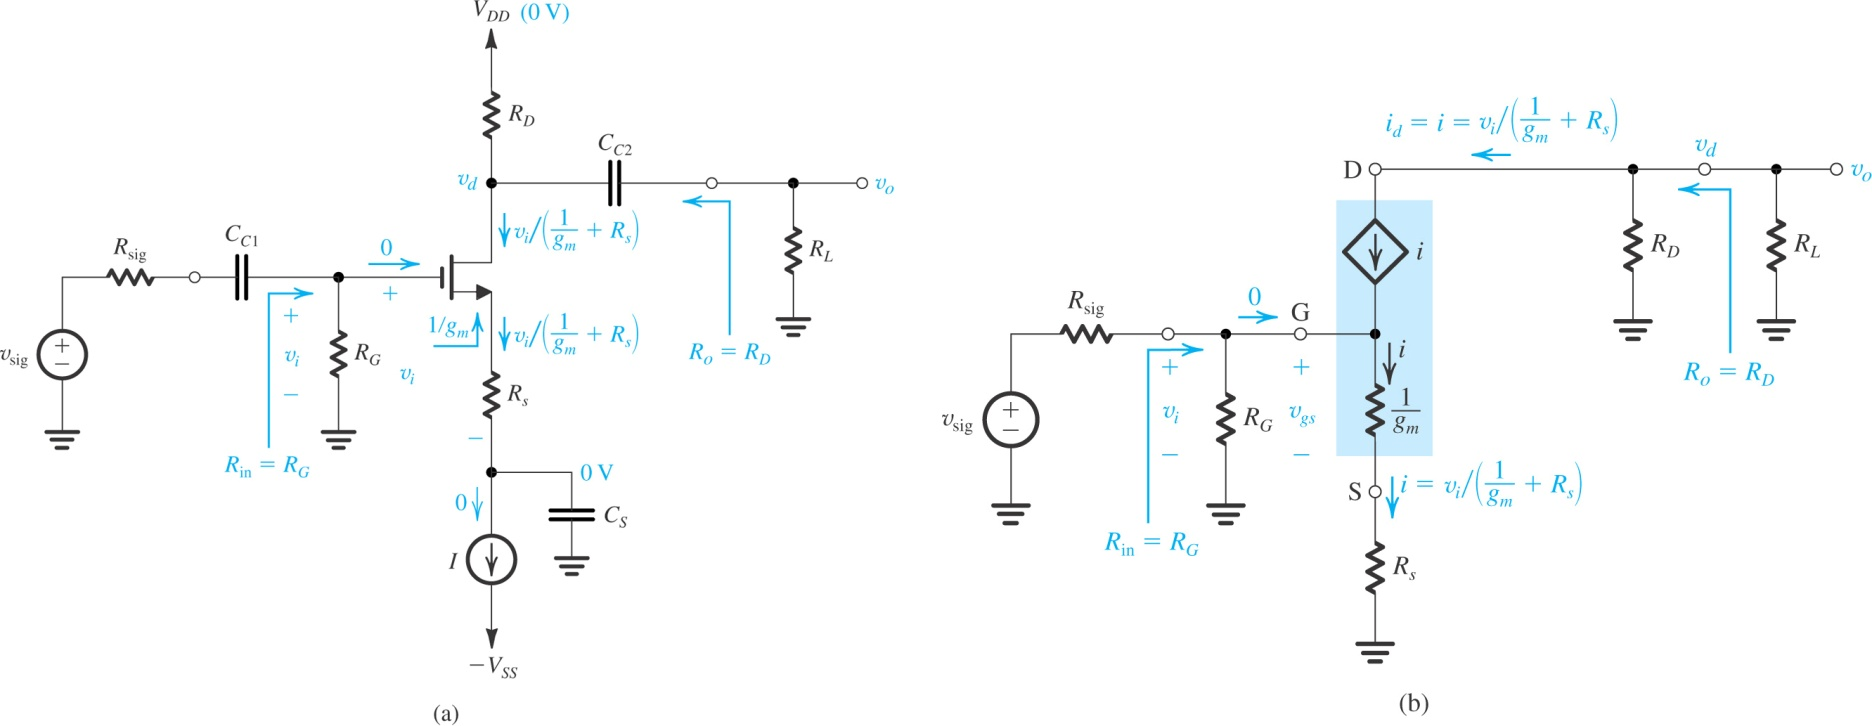 V_DD (0 V)
R_D
C_C2
v_d
v_o
v_i/(1/g_m + R_s)
R_sig
C_C1
0
+
R_L
1/g_m
v_i/(1/g_m + R_s)
v_sig
+
−
+
v_i
−
R_G
v_i
R_o = R_D
R_s
−
R_in = R_G
0 V
0
C_S
I
−V_SS
(a)
i_d = i = v_i/(1/g_m + R_s)
v_d
D
v_o
i
R_D
R_L
R_sig
0
G
i
R_o = R_D
v_sig
+
−
+
v_i
−
R_G
+
v_gs
−
1/g_m
S
i = v_i/(1/g_m + R_s)
R_in = R_G
R_s
(b)